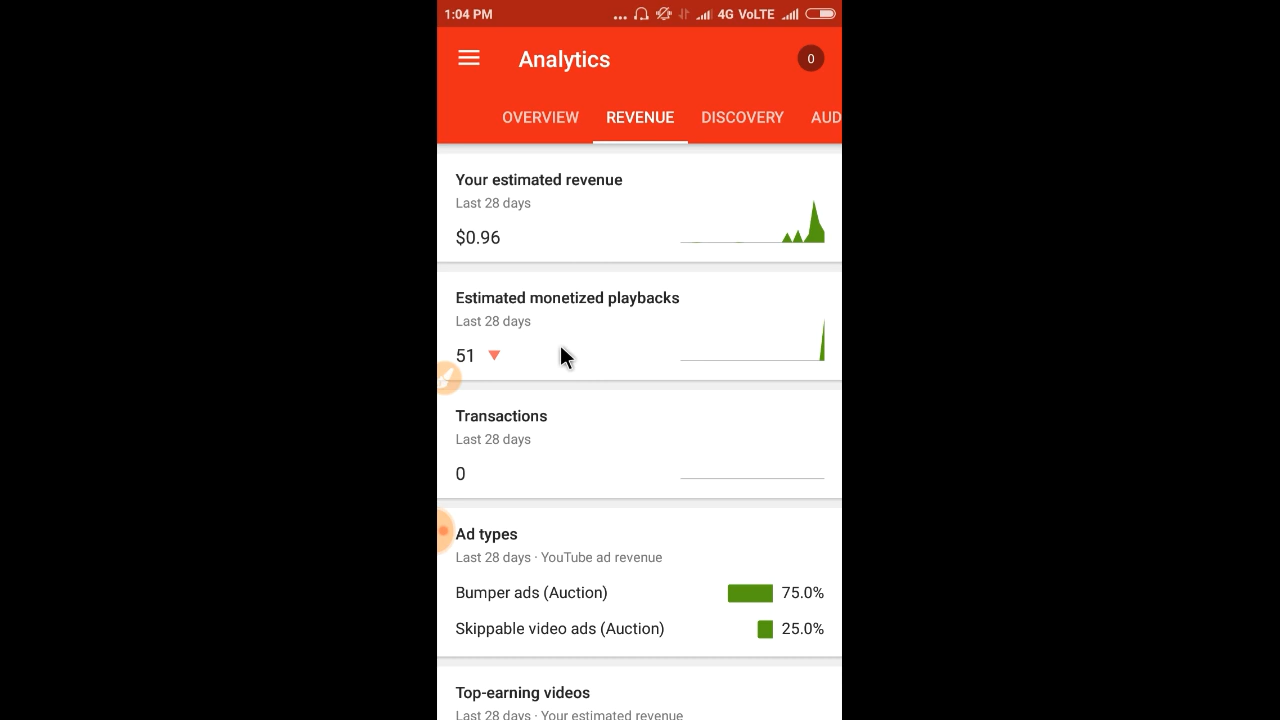 1:04 PM ... 4G VoLTE
Analytics 0
OVERVIEW REVENUE DISCOVERY AUD
Your estimated revenue
Last 28 days
$0.96
Estimated monetized playbacks
Last 28 days
51
Transactions
Last 28 days
0
Ad types
Last 28 days · YouTube ad revenue
Bumper ads (Auction) 75.0%
Skippable video ads (Auction) 25.0%
Top-earning videos
Last 28 days · Your estimated revenue